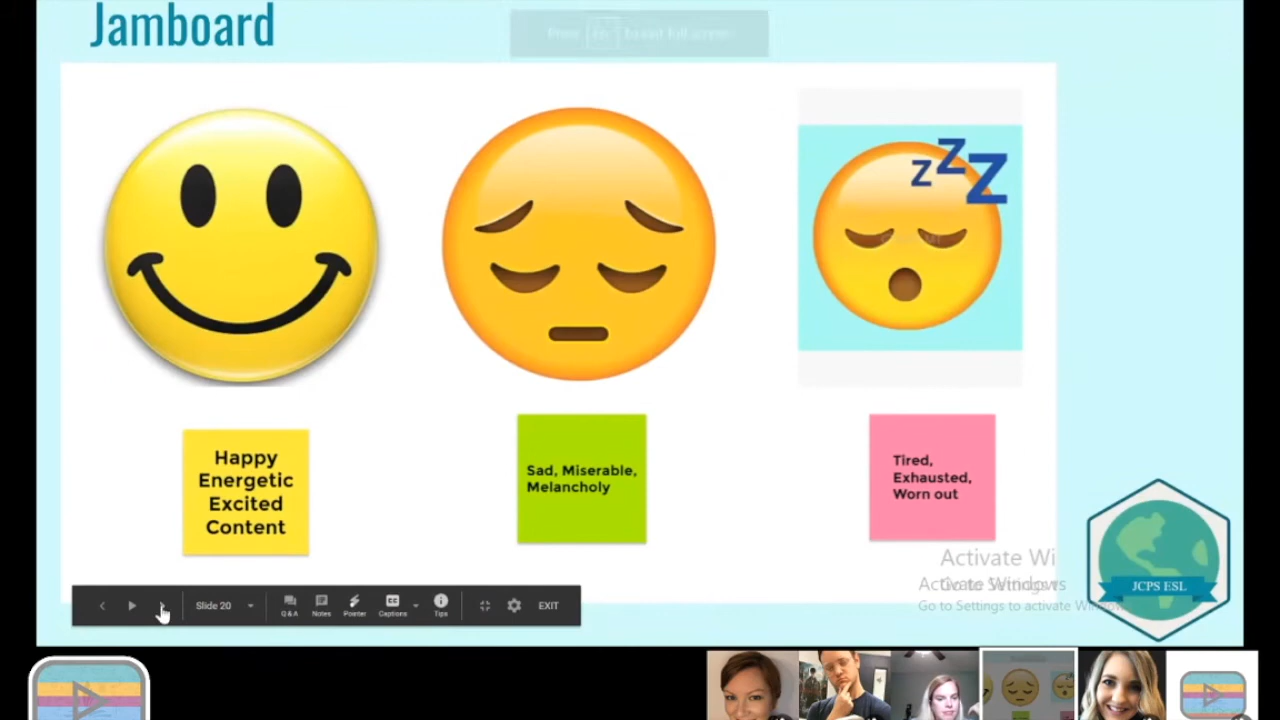 Jamboard
z Z Z
Happy
Energetic
Excited
Content
Sad, Miserable,
Melancholy
Tired,
Exhausted,
Worn out
Activate Wi
Activate Windows
Go to Settings to activate Windows
JCPS ESL
Slide 20
Q&A
Notes
Pointer
Captions
Tips
EXIT